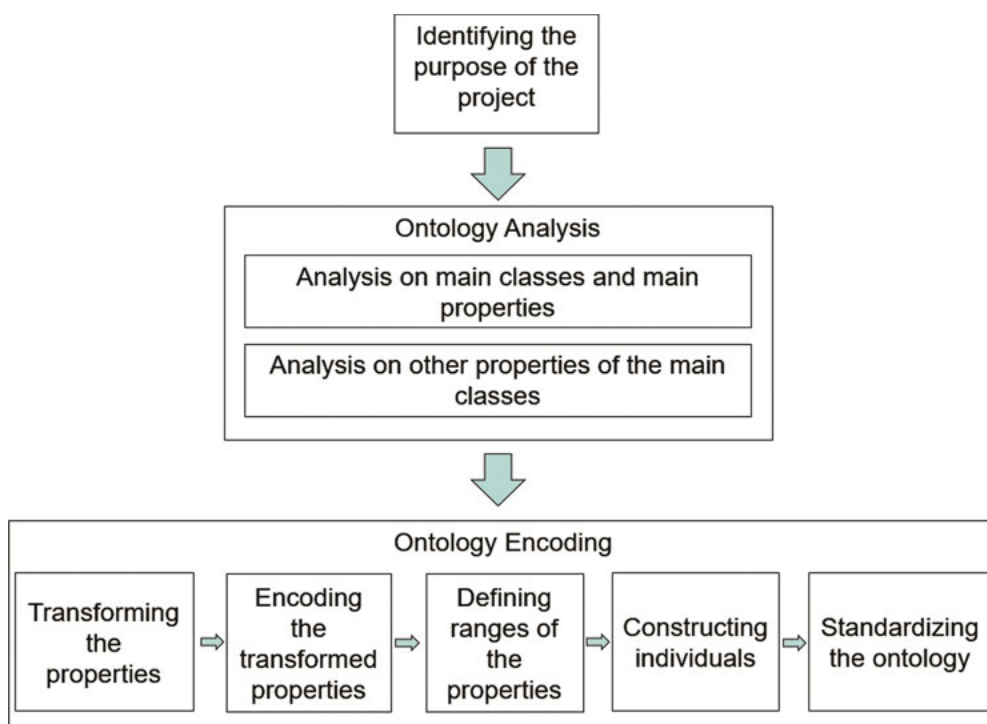 Identifying the
purpose of the
project
Ontology Analysis
Analysis on main classes and main
properties
Analysis on other properties of the main
classes
Ontology Encoding
Transforming
the
properties
Encoding
the
transformed
properties
Defining
ranges of
the
properties
Constructing
individuals
Standardizing
the ontology